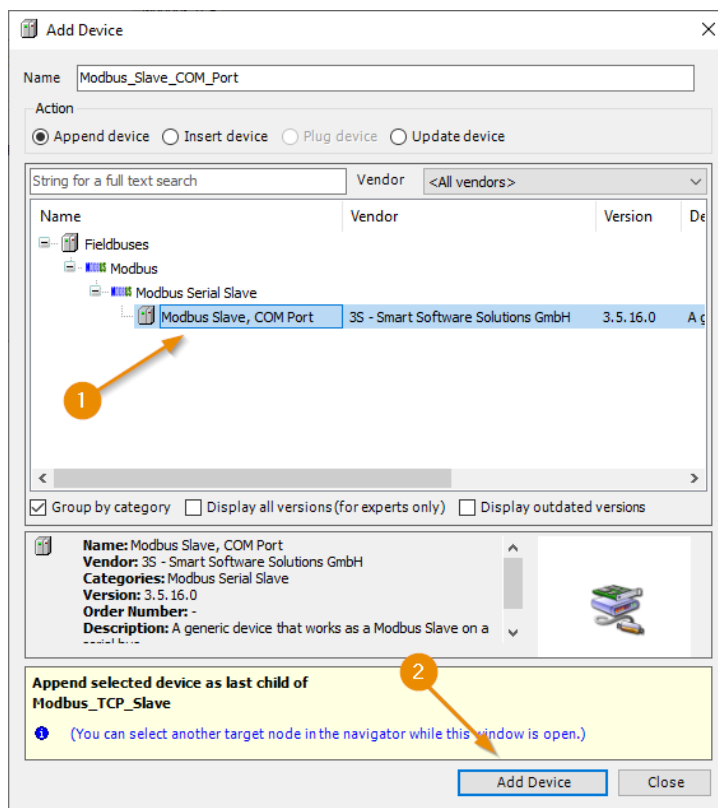 Add Device
Name Modbus_Slave_COM_Port
Action
Append device Insert device Plug device Update device
String for a full text search Vendor <All vendors>
Name Vendor Version De
Fieldbuses
Modbus
Modbus Serial Slave
Modbus Slave, COM Port 3S - Smart Software Solutions GmbH 3.5.16.0 A g
1
Group by category Display all versions (for experts only) Display outdated versions
Name: Modbus Slave, COM Port
Vendor: 3S - Smart Software Solutions GmbH
Categories: Modbus Serial Slave
Version: 3.5.16.0
Order Number: -
Description: A generic device that works as a Modbus Slave on a
2
Append selected device as last child of
Modbus_TCP_Slave
(You can select another target node in the navigator while this window is open.)
Add Device Close